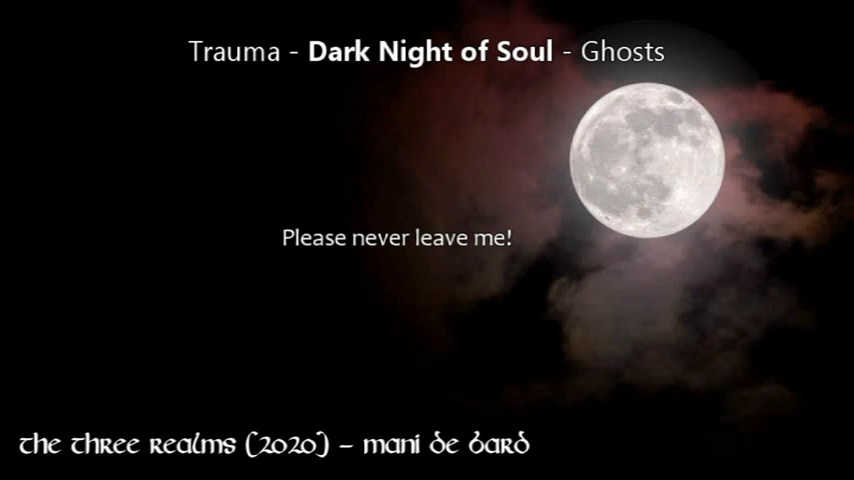 Trauma - Dark Night of Soul - Ghosts
Please never leave me!
The Three Realms (2020) - Mani de Bard